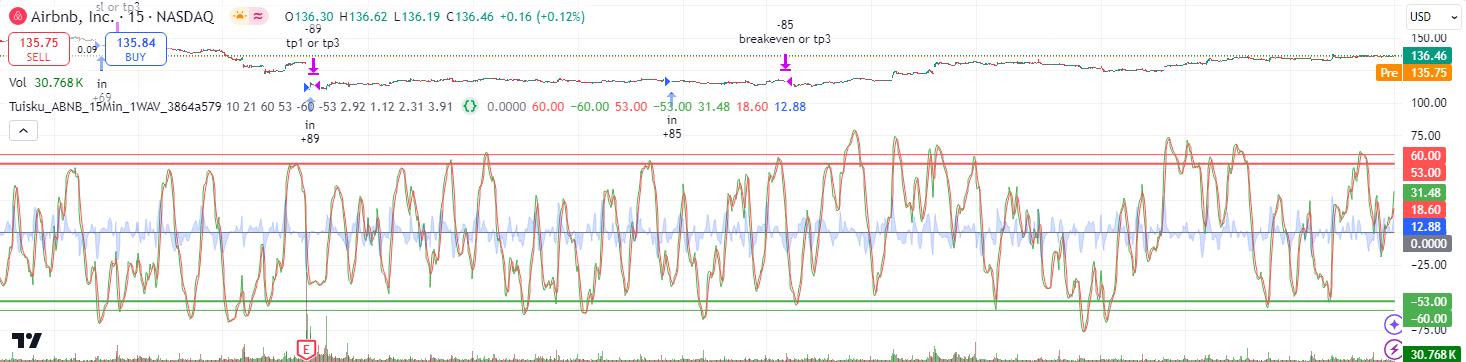 sl or tp3
Airbnb, Inc. · 15 · NASDAQ
O136.30 H136.62 L136.19 C136.46 +0.16 (+0.12%)
USD
135.75
SELL
0.09
135.84
BUY
-89
tp1 or tp3
-85
breakeven or tp3
150.00
136.46
Pre 135.75
Vol 30.768 K
in
+69
100.00
Tuisku_ABNB_15Min_1WAV_3864a579 10 21 60 53 -60 -53 2.92 1.12 2.31 3.91 0.0000 60.00 −60.00 53.00 −53.00 31.48 18.60 12.88
in
+89
in
+85
75.00
60.00
53.00
31.48
18.60
12.88
0.0000
−25.00
−53.00
−60.00
−75.00
E
30.768 K